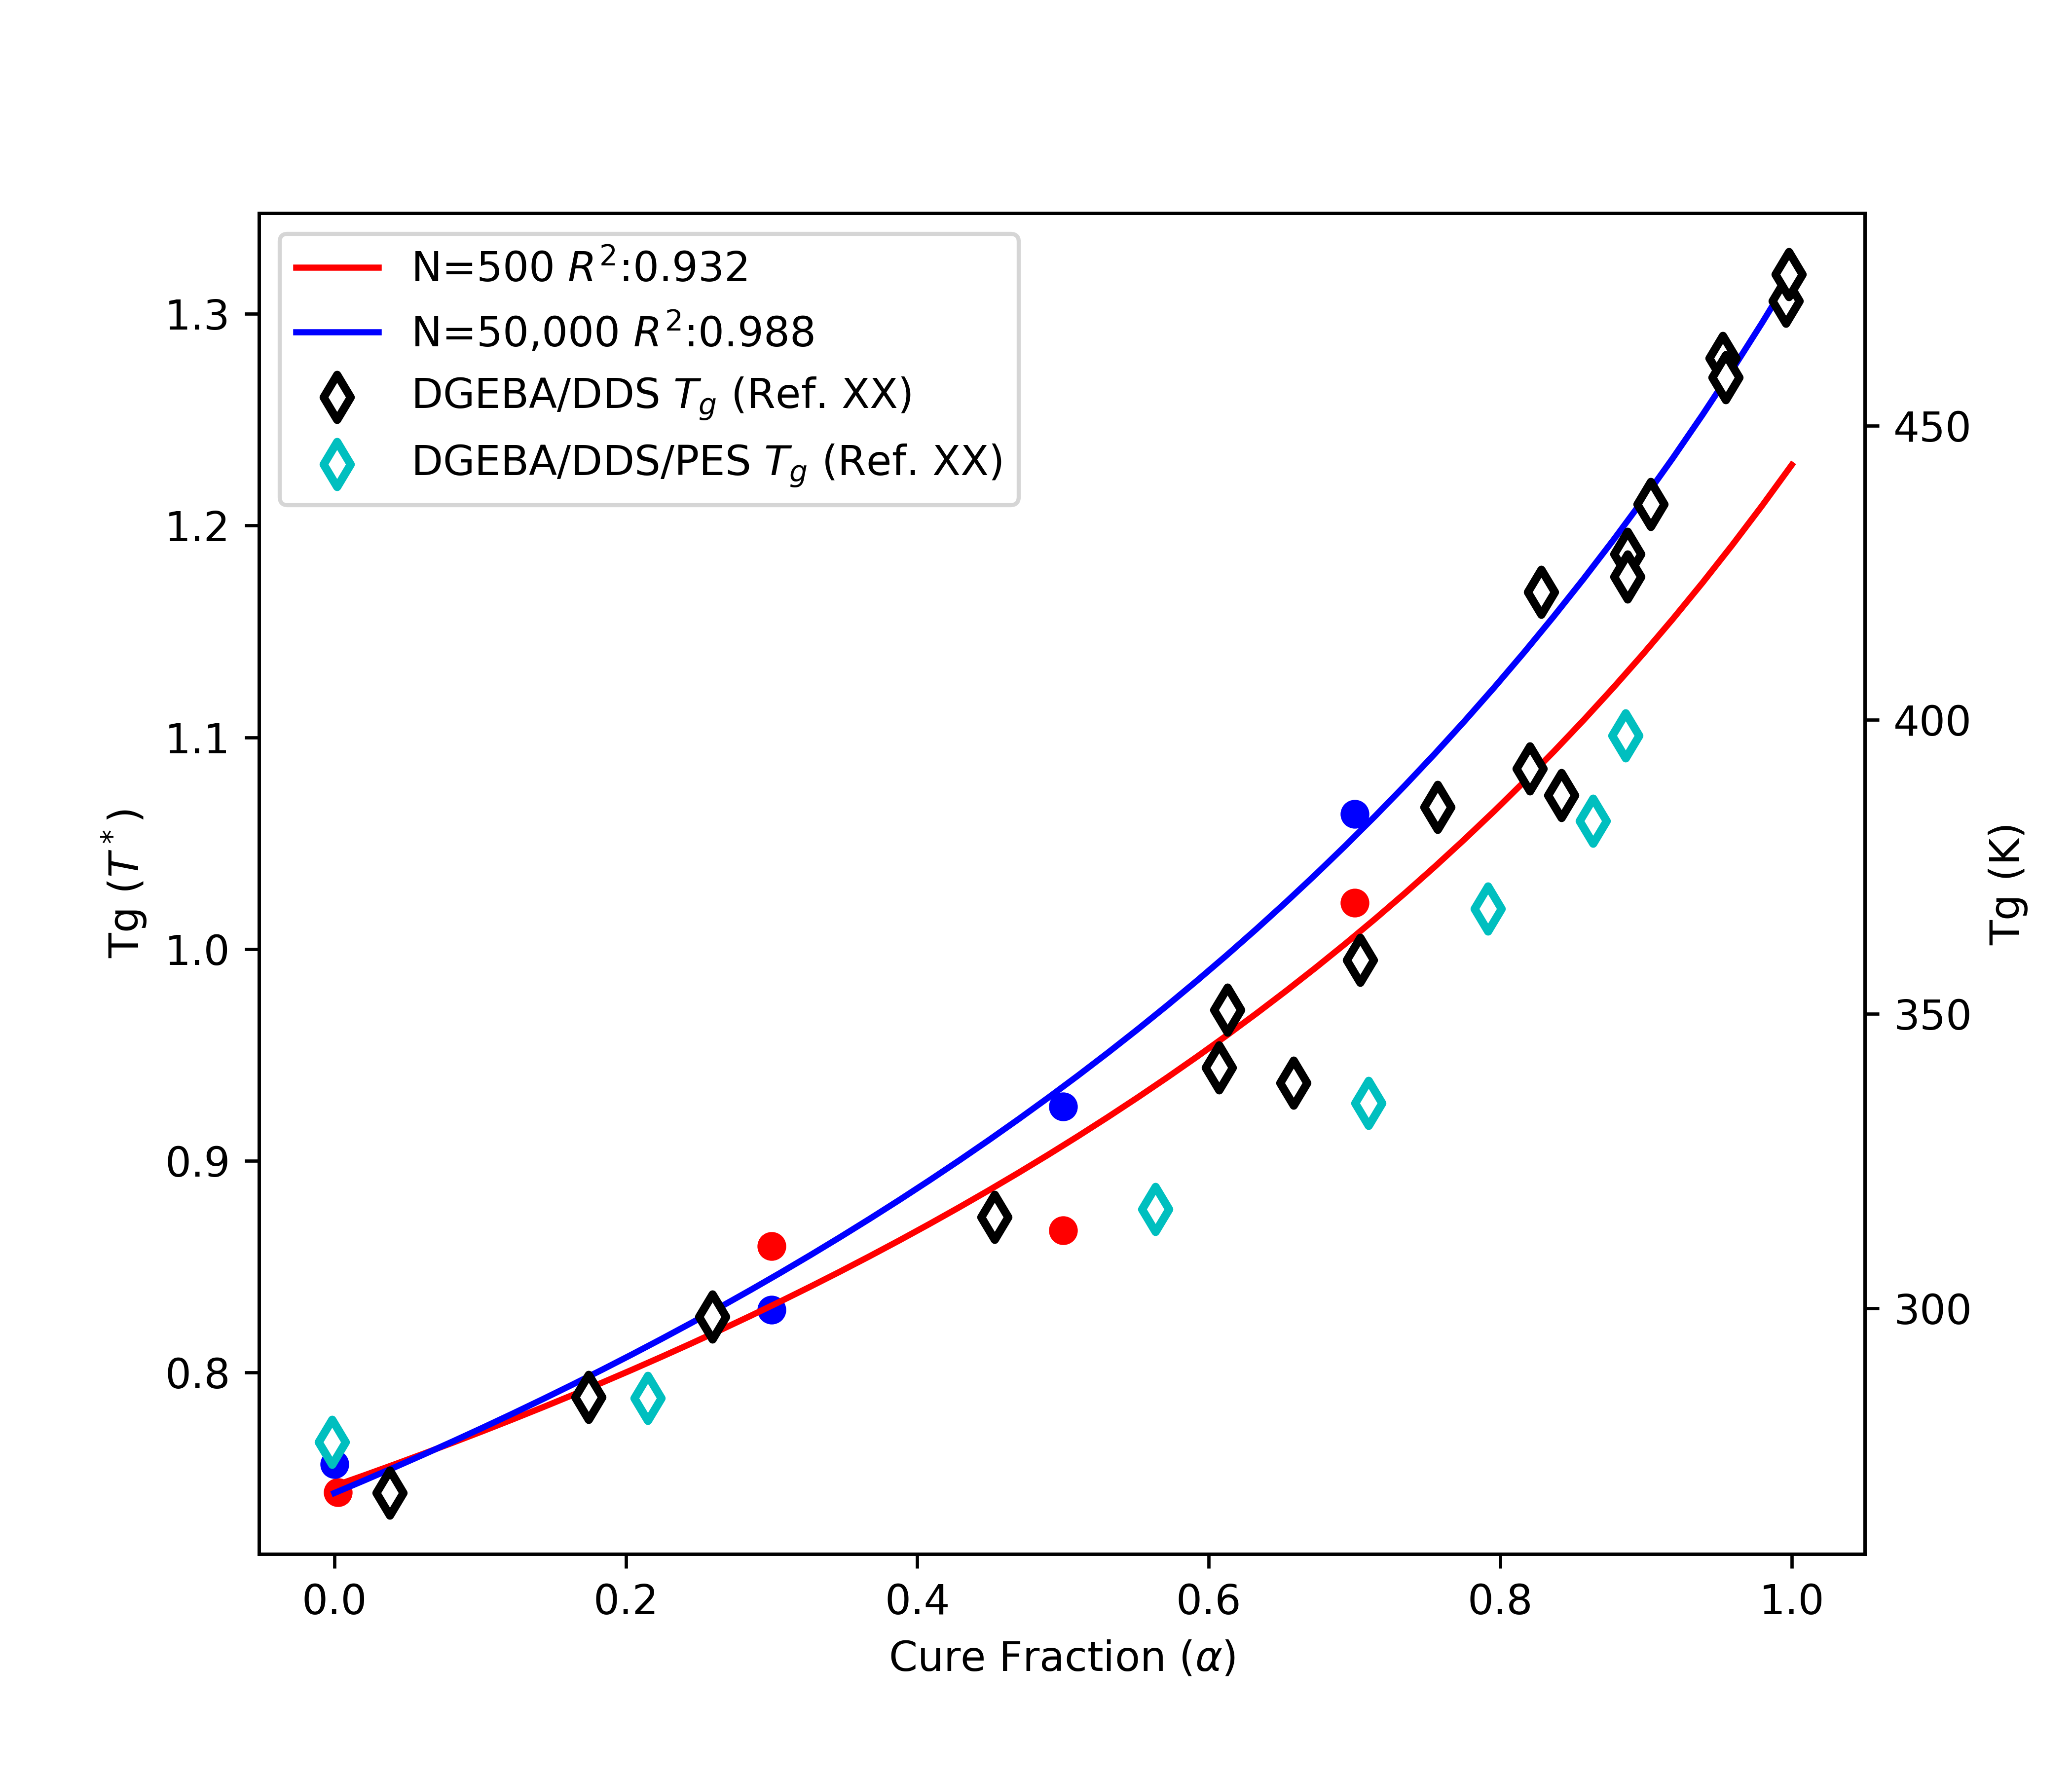 N=500 R²:0.932
N=50,000 R²:0.988
DGEBA/DDS Tg (Ref. XX)
DGEBA/DDS/PES Tg (Ref. XX)
1.3
1.2
1.1
1.0
0.9
0.8
Tg (T*)
450
400
350
300
Tg (K)
0.0 0.2 0.4 0.6 0.8 1.0
Cure Fraction (α)